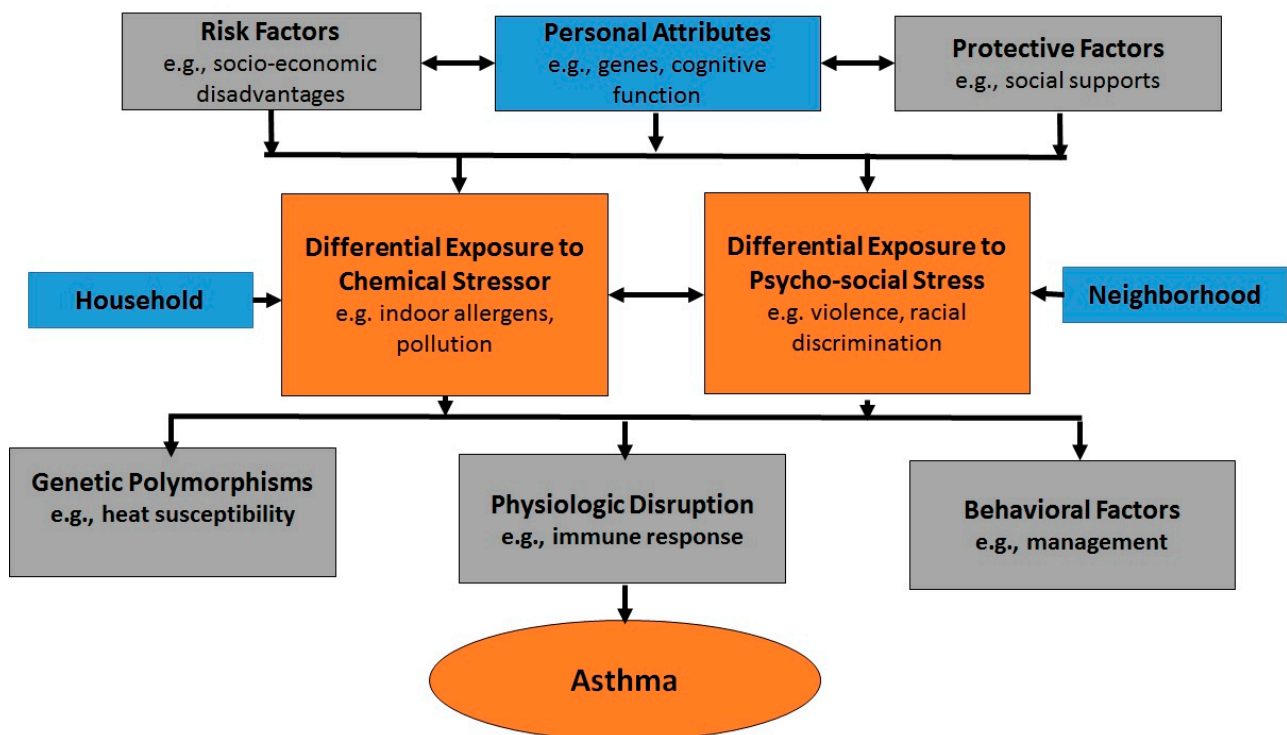 Risk Factors
e.g., socio-economic
disadvantages
Personal Attributes
e.g., genes, cognitive
function
Protective Factors
e.g., social supports
Differential Exposure to
Chemical Stressor
e.g. indoor allergens,
pollution
Differential Exposure to
Psycho-social Stress
e.g. violence, racial
discrimination
Household
Neighborhood
Genetic Polymorphisms
e.g., heat susceptibility
Physiologic Disruption
e.g., immune response
Behavioral Factors
e.g., management
Asthma